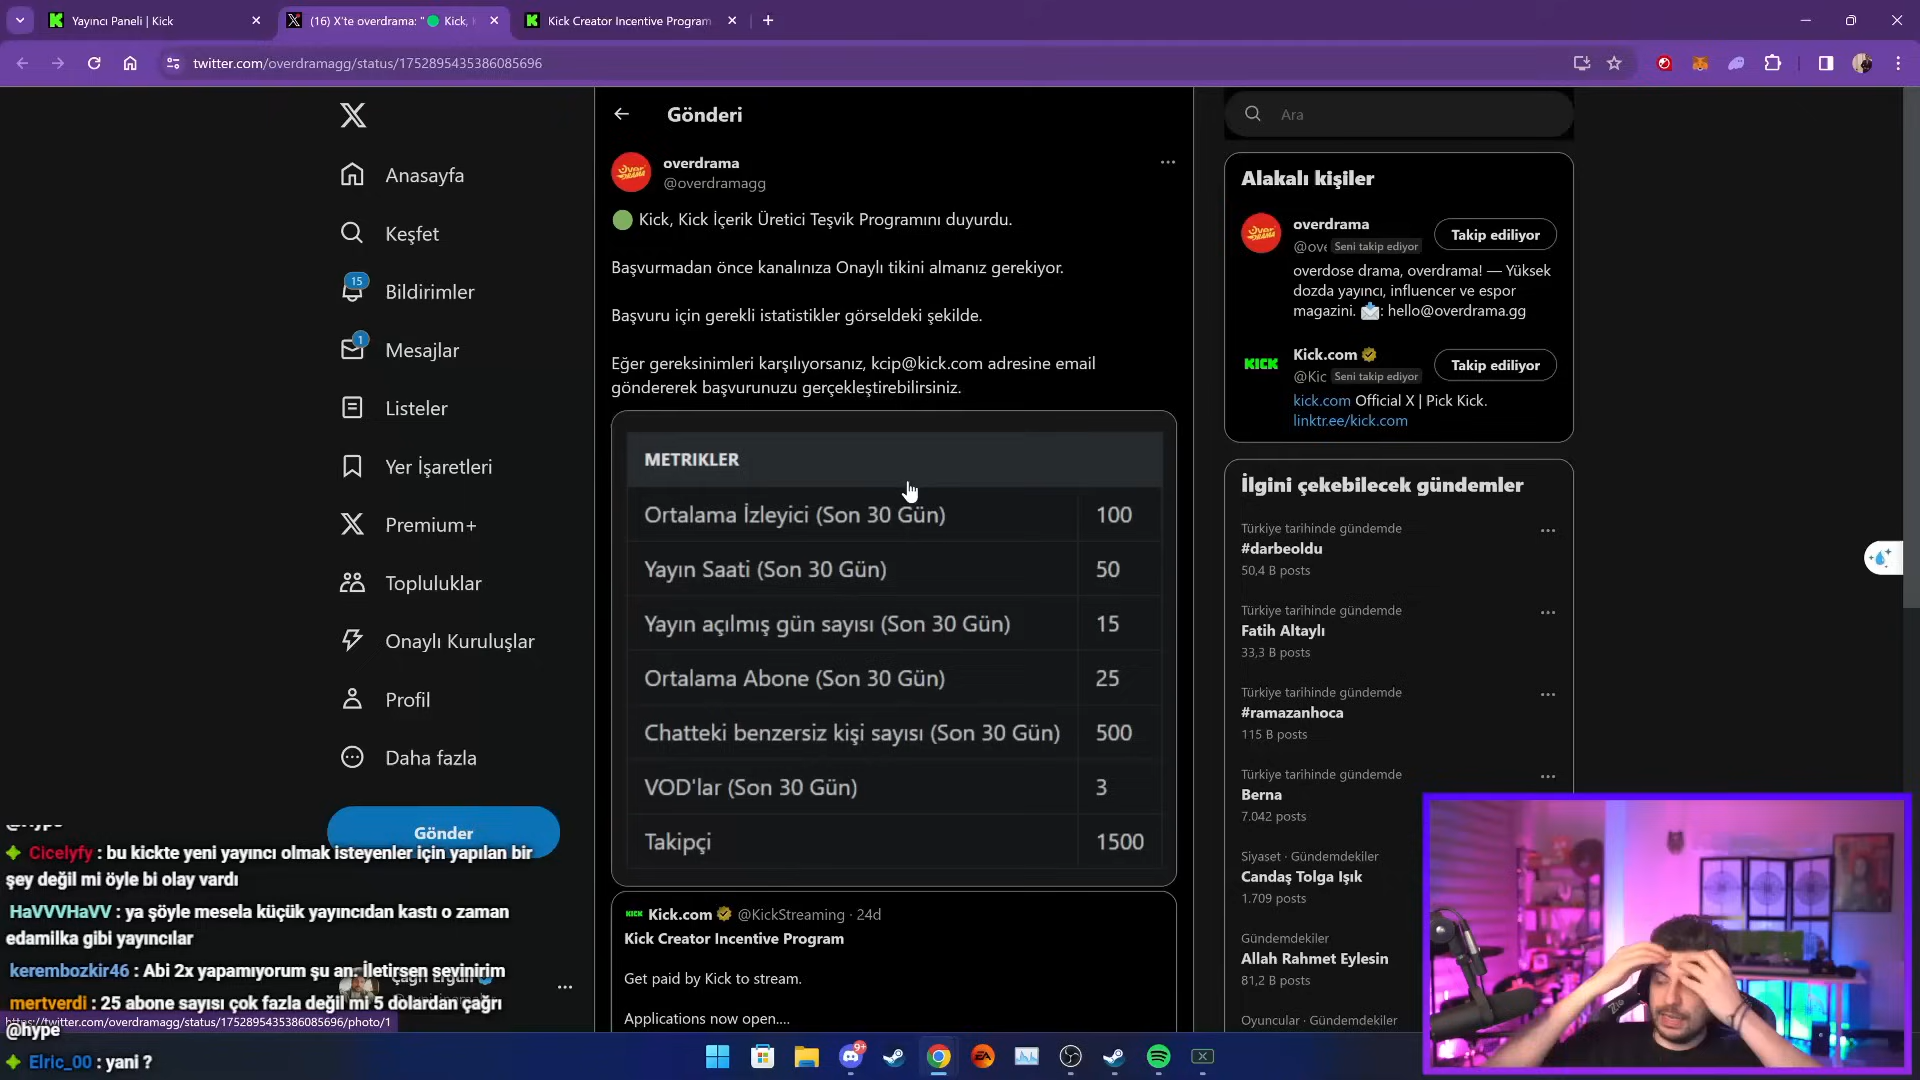 Yayıncı Paneli | Kick
(16) X'te overdrama: " Kick,
Kick Creator Incentive Program
twitter.com/overdramagg/status/1752895435386085696
Anasayfa
Keşfet
15
Bildirimler
1
Mesajlar
Listeler
Yer İşaretleri
Premium+
Topluluklar
Onaylı Kuruluşlar
Profil
Daha fazla
Gönder
Gönderi
overdrama
@overdramagg
Kick, Kick İçerik Üretici Teşvik Programını duyurdu.
Başvurmadan önce kanalınıza Onaylı tikini almanız gerekiyor.
Başvuru için gerekli istatistikler görseldeki şekilde.
Eğer gereksinimleri karşılıyorsanız, kcip@kick.com adresine email
göndererek başvurunuzu gerçekleştirebilirsiniz.
METRIKLER
Ortalama İzleyici (Son 30 Gün) 100
Yayın Saati (Son 30 Gün) 50
Yayın açılmış gün sayısı (Son 30 Gün) 15
Ortalama Abone (Son 30 Gün) 25
Chatteki benzersiz kişi sayısı (Son 30 Gün) 500
VOD'lar (Son 30 Gün) 3
Takipçi 1500
KICK Kick.com @KickStreaming · 24d
Kick Creator Incentive Program
Get paid by Kick to stream.
Applications now open....
Ara
Alakalı kişiler
overdrama
@ove Seni takip ediyor
Takip ediliyor
overdose drama, overdrama! — Yüksek
dozda yayıncı, influencer ve espor
magazini. : hello@overdrama.gg
KICK
Kick.com
@Kic Seni takip ediyor
Takip ediliyor
kick.com Official X | Pick Kick.
linktr.ee/kick.com
İlgini çekebilecek gündemler
Türkiye tarihinde gündemde
#darbeoldu
50,4 B posts
Türkiye tarihinde gündemde
Fatih Altaylı
33,3 B posts
Türkiye tarihinde gündemde
#ramazanhoca
115 B posts
Türkiye tarihinde gündemde
Berna
7.042 posts
Siyaset · Gündemdekiler
Candaş Tolga Işık
1.709 posts
Gündemdekiler
Allah Rahmet Eylesin
81,2 B posts
Oyuncular · Gündemdekiler
@Hype
Cicelyfy : bu kickte yeni yayıncı olmak isteyenler için yapılan bir
şey değil mi öyle bi olay vardı
HaVVVHaVV : ya şöyle mesela küçük yayıncıdan kastı o zaman
edamilka gibi yayıncılar
kerembozkir46 : Abi 2x yapamıyorum şu an. İletirsen sevinirim
Çağrı Ergün
mertverdi : 25 abone sayısı çok fazla değil mi 5 dolardan çağrı
https://twitter.com/overdramagg/status/1752895435386085696/photo/1
@hype
Elric_00 : yani ?
9+
EA